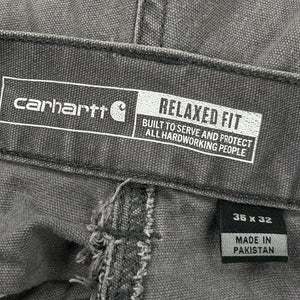 carhartt
RELAXED FIT
BUILT TO SERVE AND PROTECT
ALL HARDWORKING PEOPLE
36 x 32
MADE IN
PAKISTAN